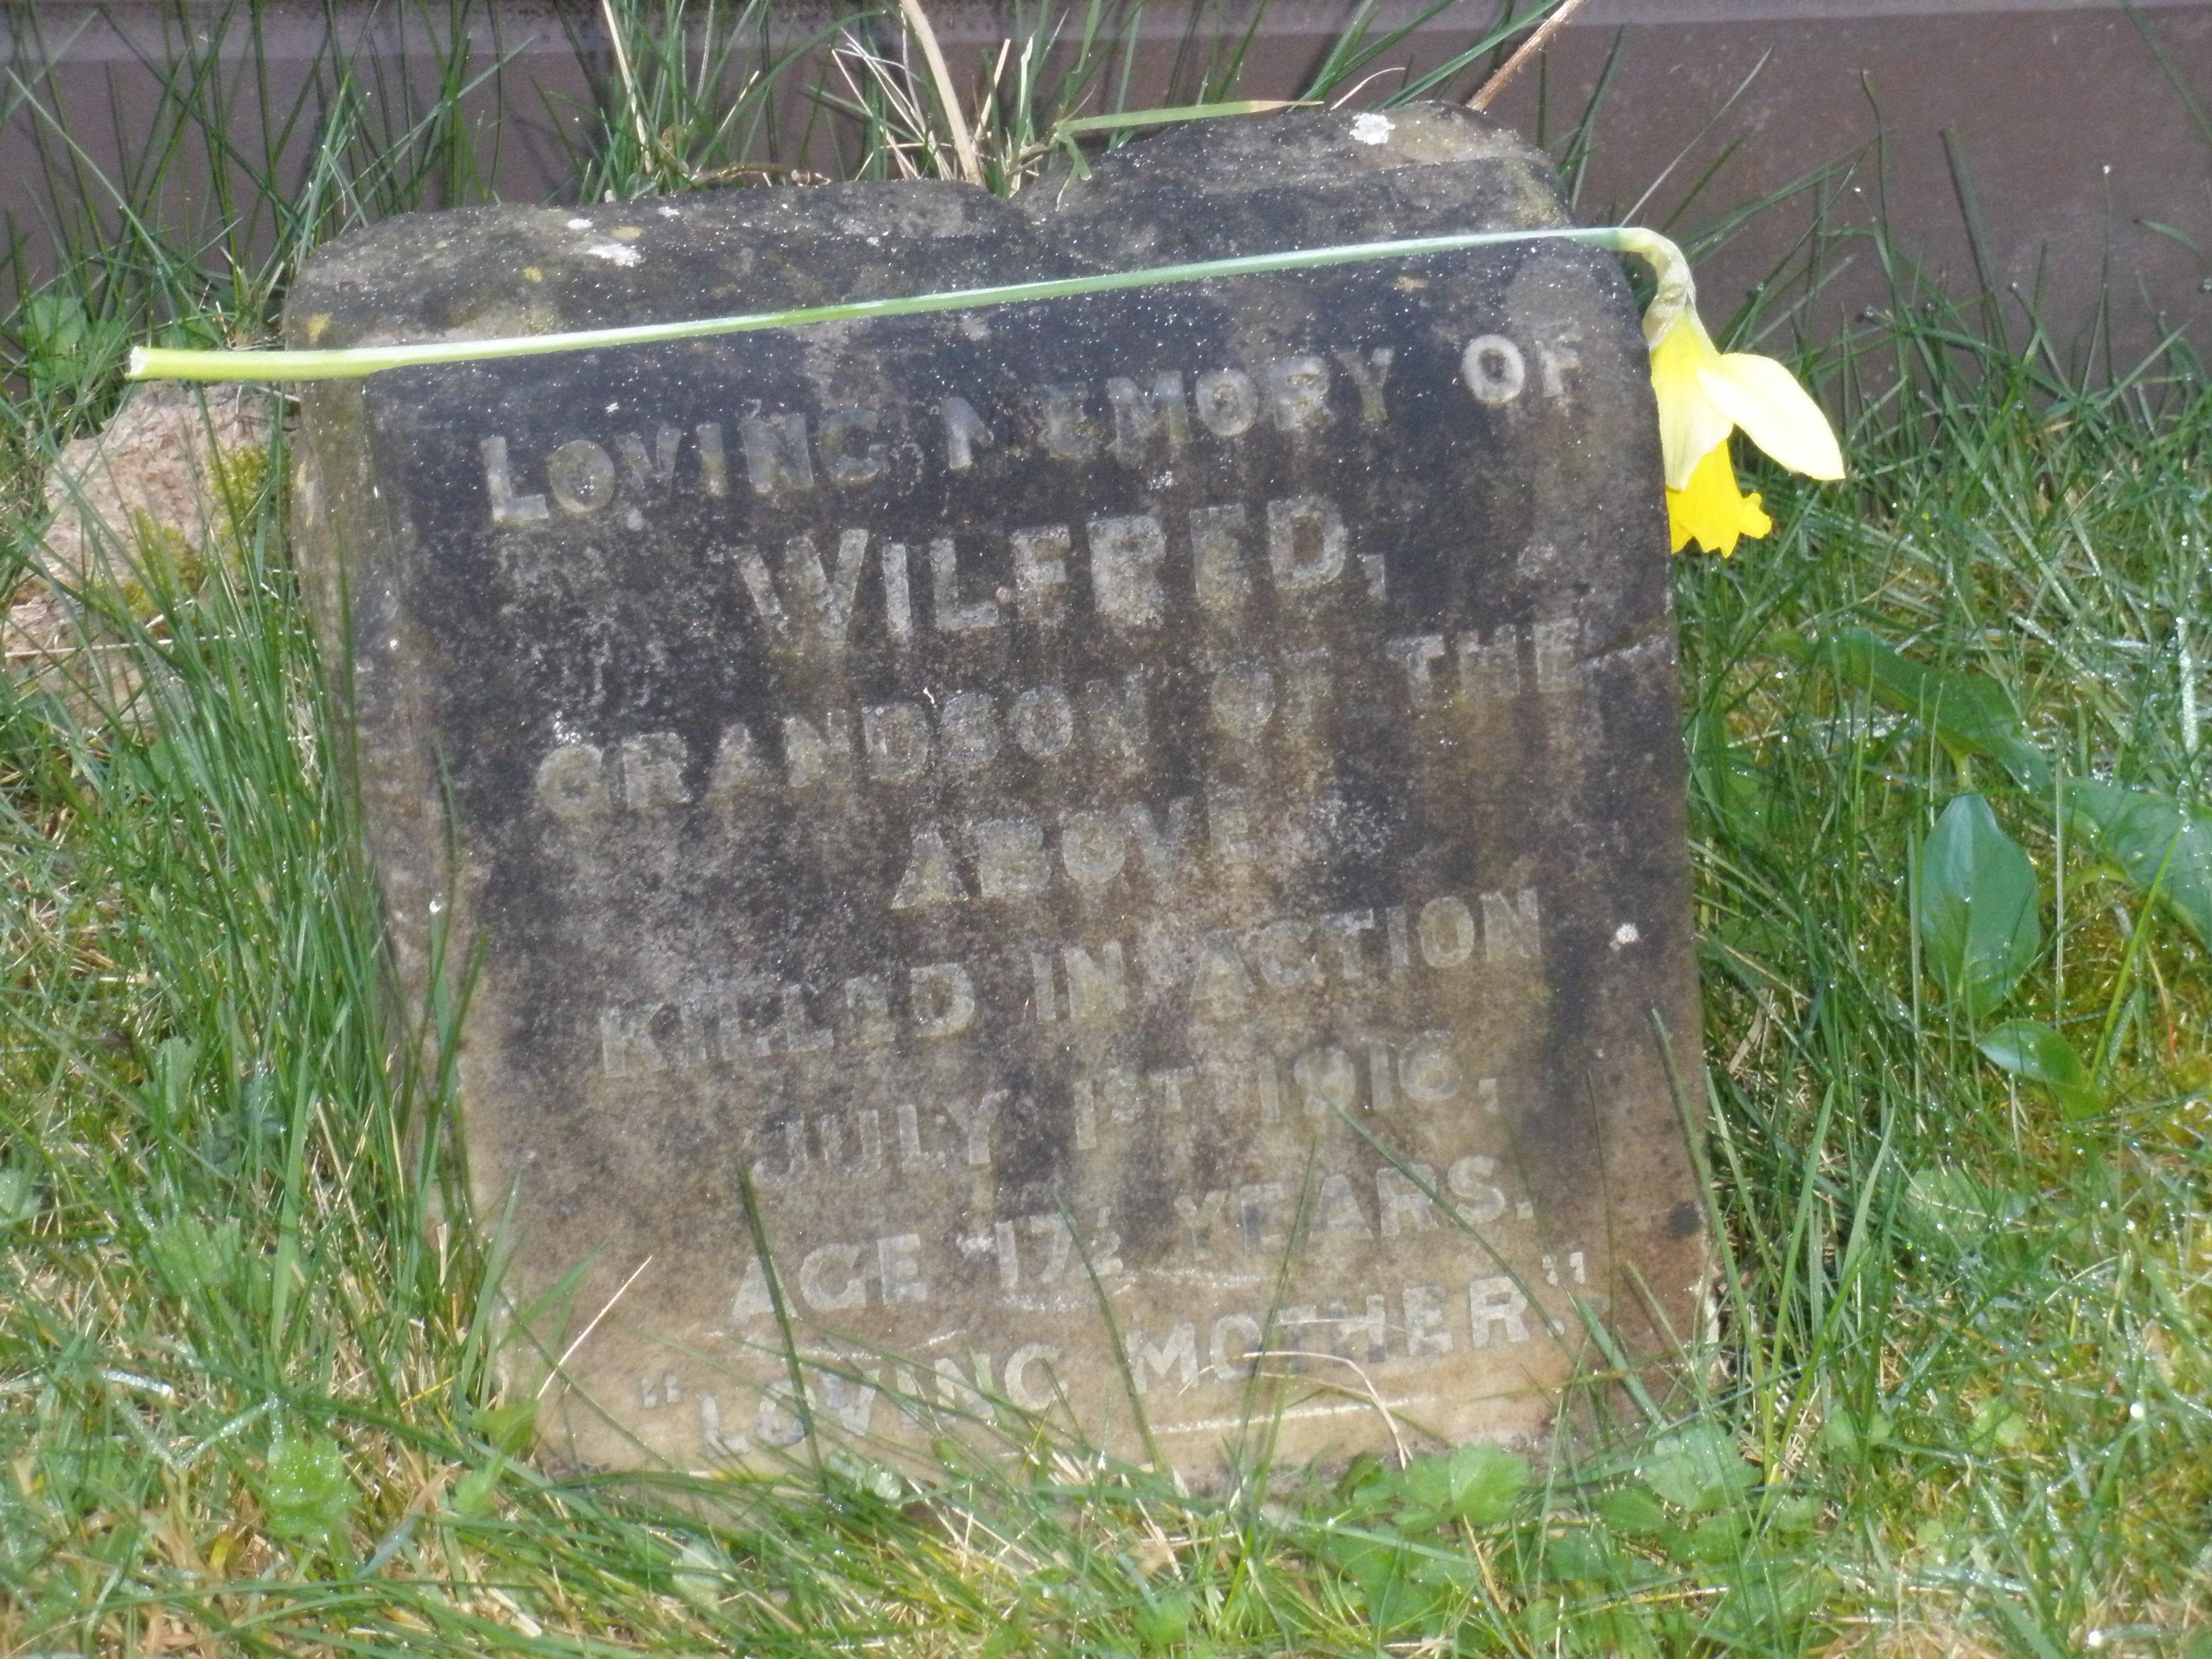 LOVING MEMORY OF
WILFRED,
GRANDSON OF THE
ABOVE
KILLED IN ACTION
JULY 1ST 1916,
AGE 17½ YEARS.
"LOVING MOTHER."